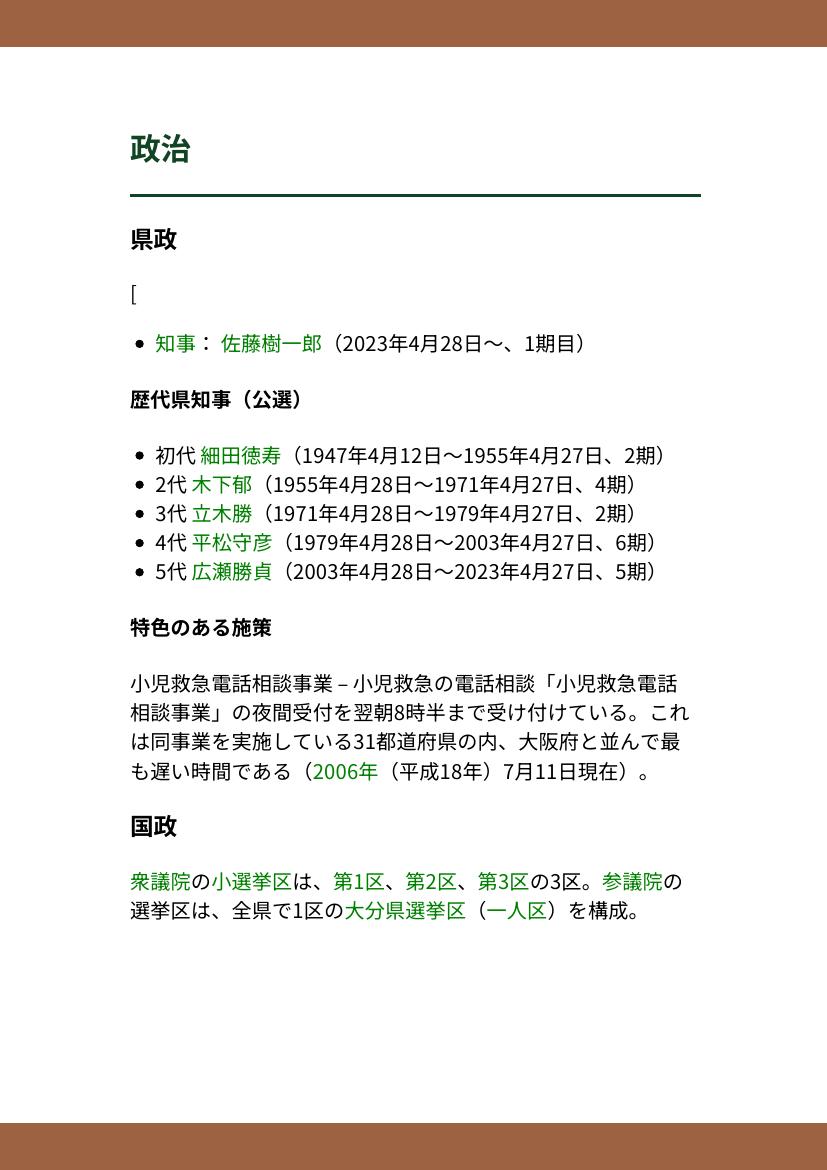 政治
県政
[
• 知事： 佐藤樹一郎（2023年4月28日～、1期目）
歴代県知事（公選）
• 初代 細田徳寿（1947年4月12日～1955年4月27日、2期）
• 2代 木下郁（1955年4月28日～1971年4月27日、4期）
• 3代 立木勝（1971年4月28日～1979年4月27日、2期）
• 4代 平松守彦（1979年4月28日～2003年4月27日、6期）
• 5代 広瀬勝貞（2003年4月28日～2023年4月27日、5期）
特色のある施策
小児救急電話相談事業 – 小児救急の電話相談「小児救急電話
相談事業」の夜間受付を翌朝8時半まで受け付けている。これ
は同事業を実施している31都道府県の内、大阪府と並んで最
も遅い時間である（2006年（平成18年）7月11日現在）。
国政
衆議院の小選挙区は、第1区、第2区、第3区の3区。参議院の
選挙区は、全県で1区の大分県選挙区（一人区）を構成。